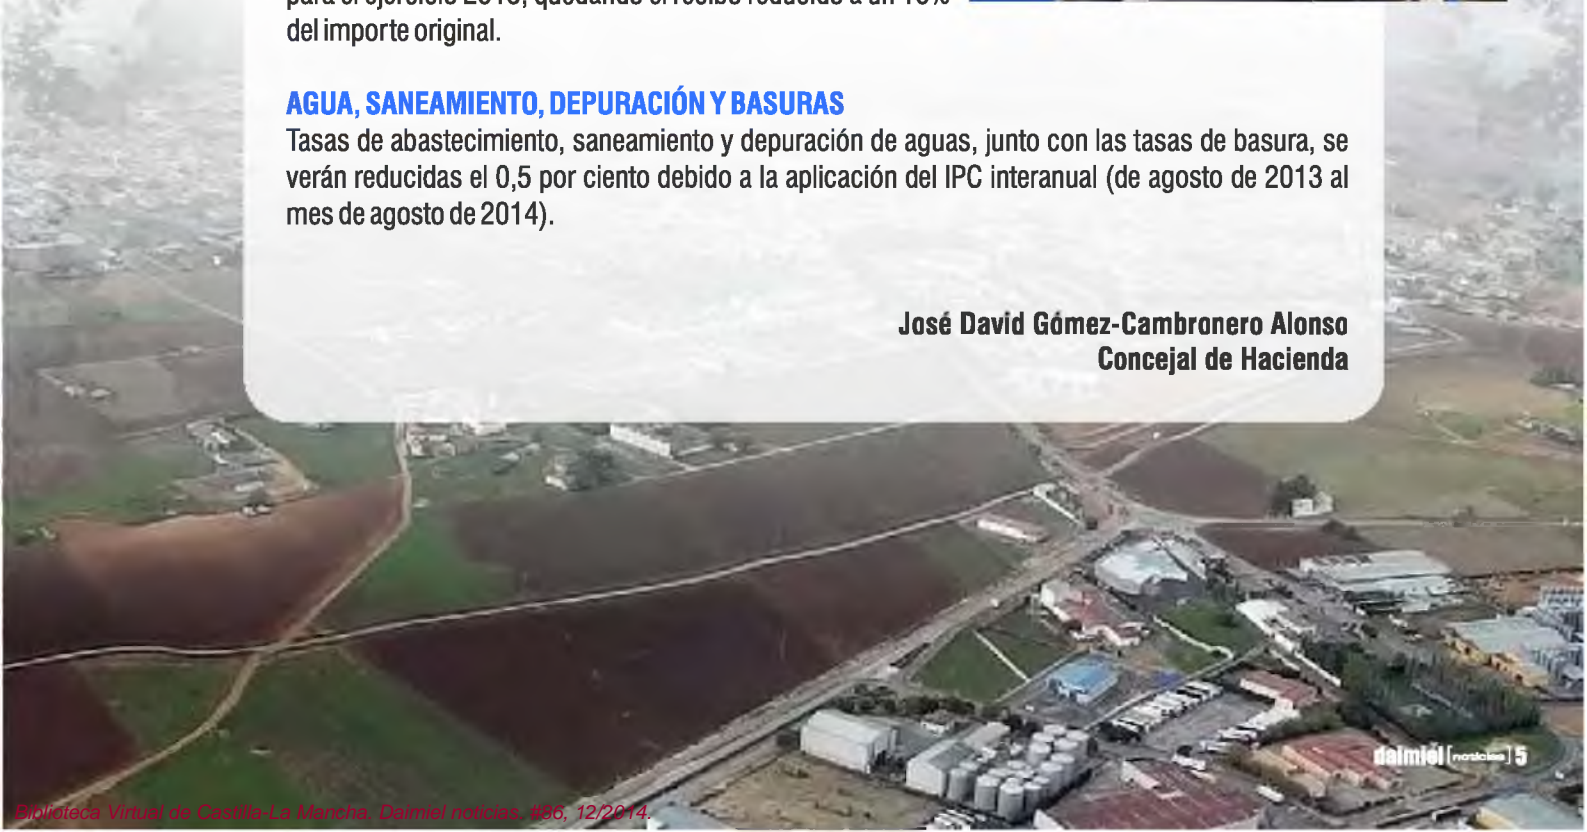 del importe original.
AGUA, SANEAMIENTO, DEPURACIÓN Y BASURAS
Tasas de abastecimiento, saneamiento y depuración de aguas, junto con las tasas de basura, se
verán reducidas el 0,5 por ciento debido a la aplicación del IPC interanual (de agosto de 2013 al
mes de agosto de 2014).
José David Gómez-Cambronero Alonso
Concejal de Hacienda
daimiel [noticias] 5
Biblioteca Virtual de Castilla-La Mancha. Daimiel noticias. #86, 12/2014.